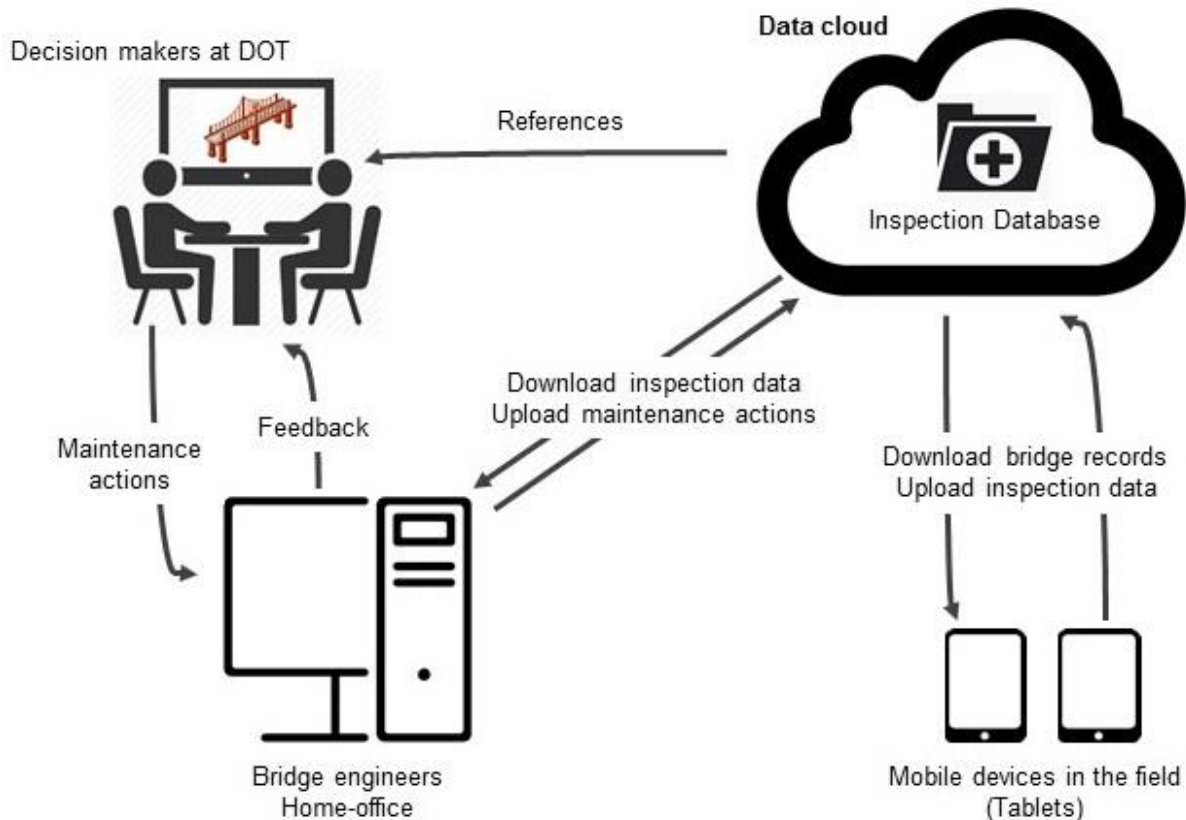 Decision makers at DOT
Data cloud
References
Inspection Database
Download inspection data
Upload maintenance actions
Maintenance
actions
Feedback
Download bridge records
Upload inspection data
Bridge engineers
Home-office
Mobile devices in the field
(Tablets)